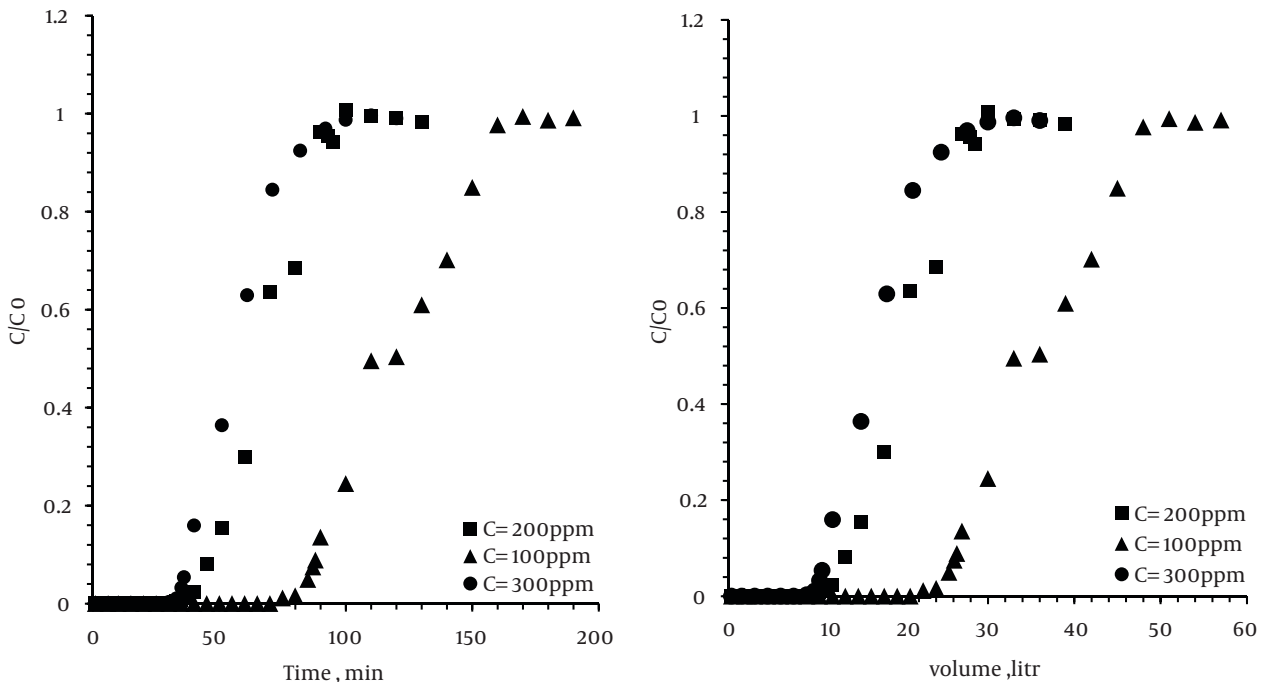 1.2
1
0.8
0.6
0.4
0.2
0
C/C0
0 50 100 150 200
Time , min
C= 200ppm
C= 100ppm
C= 300ppm
1.2
1
0.8
0.6
0.4
0.2
0
C/C0
0 10 20 30 40 50 60
volume ,litr
C= 200ppm
C= 100ppm
C= 300ppm